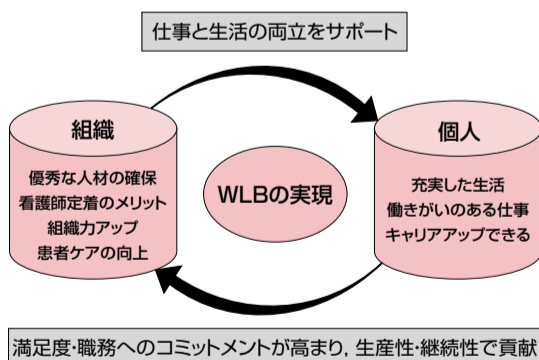 仕事と生活の両立をサポート
組織
優秀な人材の確保
看護師定着のメリット
組織力アップ
患者ケアの向上
WLBの実現
個人
充実した生活
働きがいのある仕事
キャリアアップできる
満足度・職務へのコミットメントが高まり，生産性・継続性で貢献